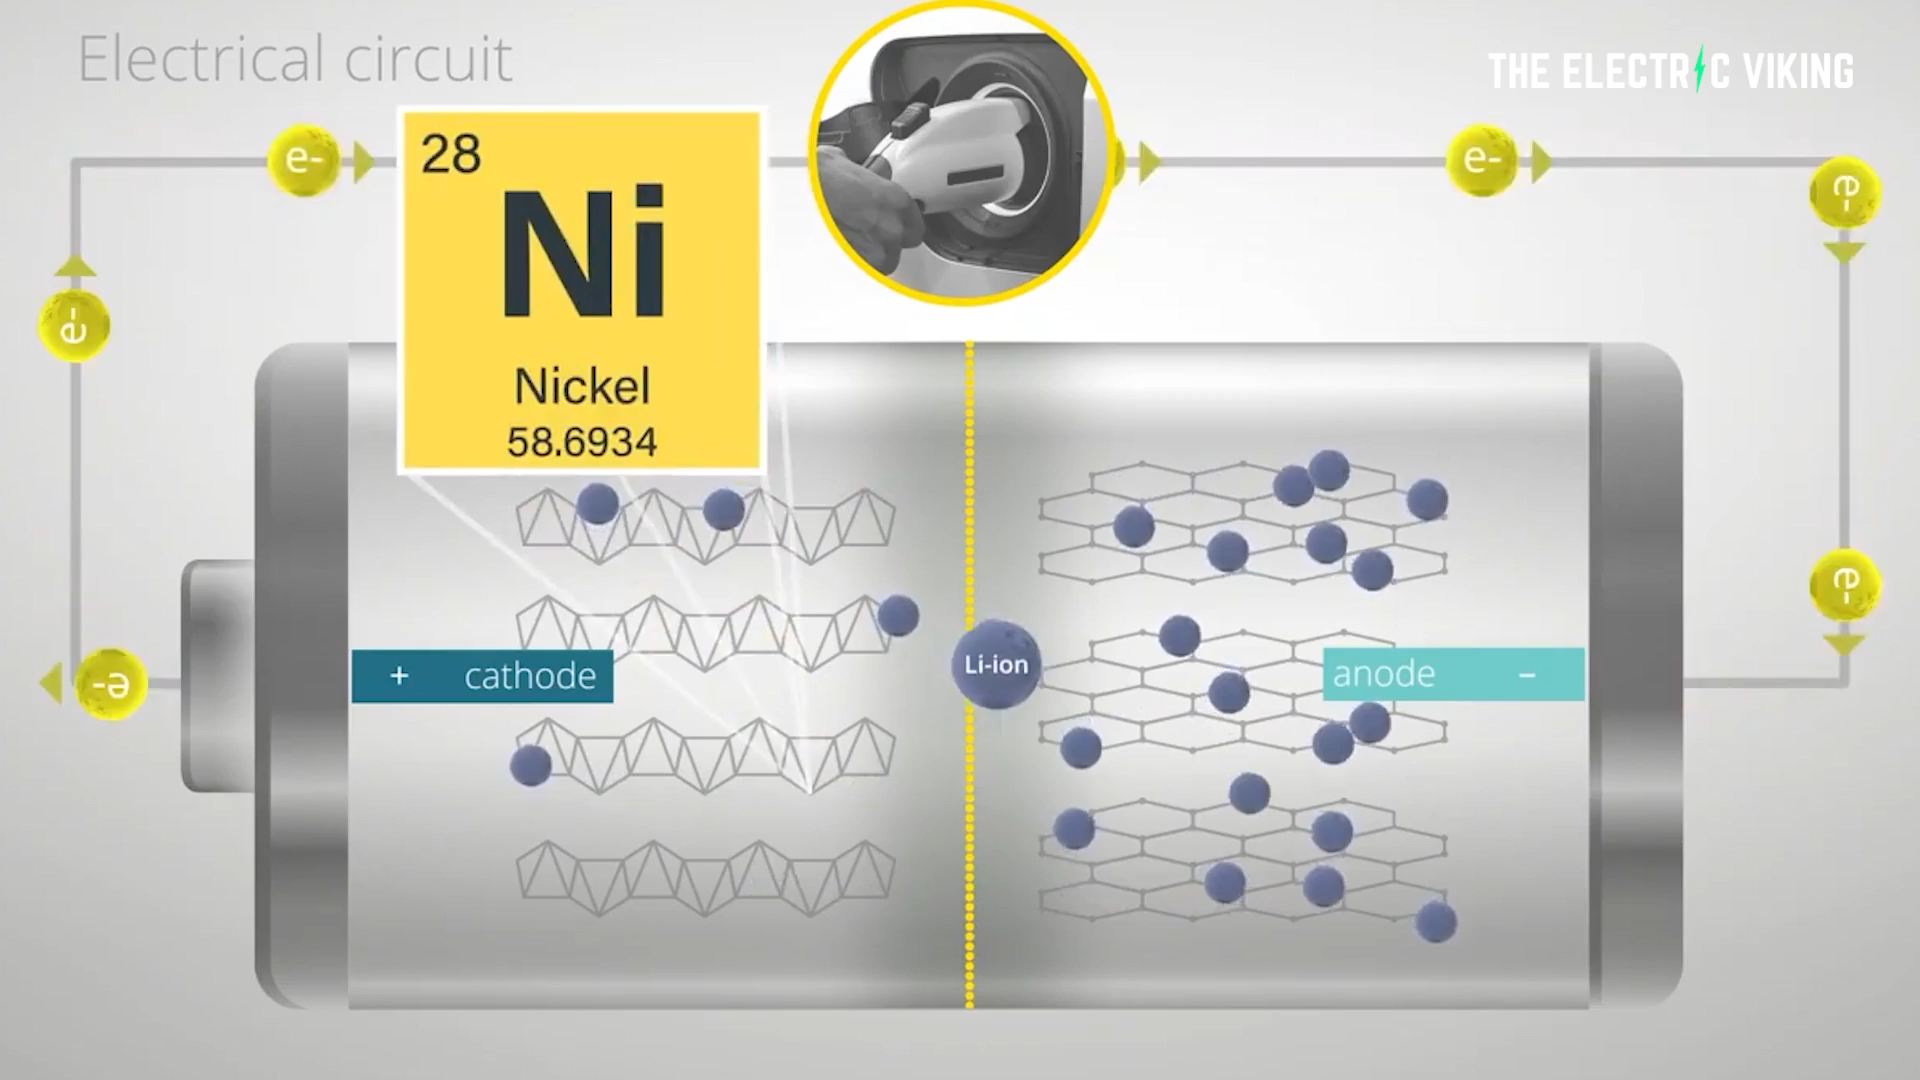 Electrical circuit
THE ELECTRIC VIKING
e-
e-
e-
e-
e-
e-
28
Ni
Nickel
58.6934
+ cathode
Li-ion
anode -
e-